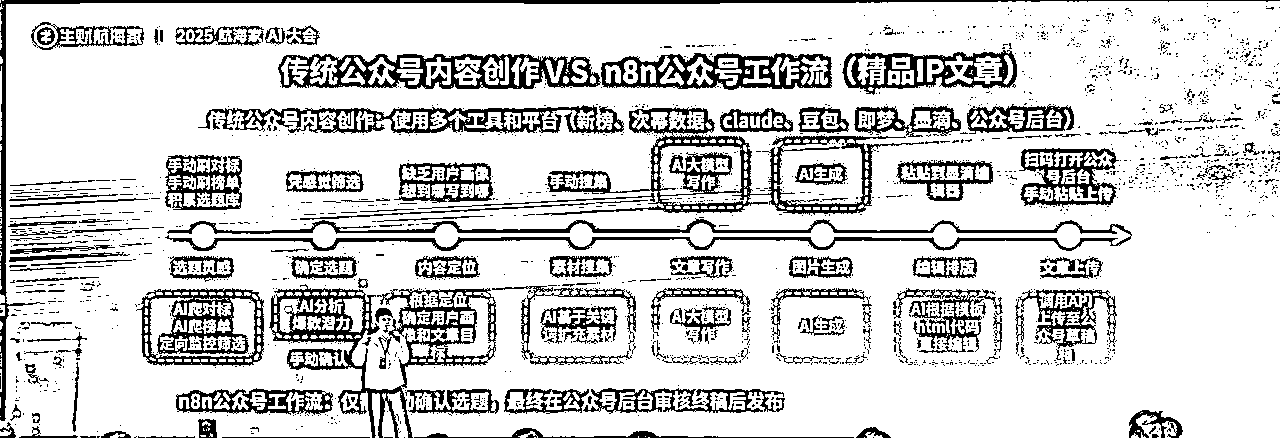 生财航海家 | 2025 航海家 AI 大会
传统公众号内容创作 V.S. n8n公众号工作流（精品IP文章）
传统公众号内容创作：使用多个工具和平台（新榜、次幂数据、claude、豆包、即梦、墨滴、公众号后台）
手动刷对标
手动刷榜单
积累选题库
凭感觉筛选
缺乏用户画像
想到哪写到哪
手动搜集
AI大模型
写作
AI生成
粘贴到墨滴编
辑器
扫码打开公众
号后台
手动粘贴上传
选题灵感
确定选题
内容定位
素材搜集
文章写作
图片生成
编辑排版
文章上传
AI爬对标
AI爬榜单
定向监控精选
AI分析
爆款潜力
手动确认
根据定位
确定用户画
和文章目
AI基于关键
词扩充素材
AI大模型
写作
AI生成
AI根据模板
html代码
直接编辑
调用API
上传至公
众号草稿
箱
n8n公众号工作流：仅 动确认选题，最终在公众号后台审核终稿后发布